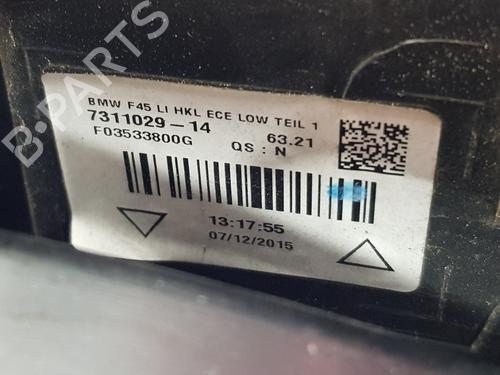 BMW F45 LI HKL ECE LOW TEIL 1
7311029-14 63.21
F03533800G QS : N
13:17:55
07/12/2015